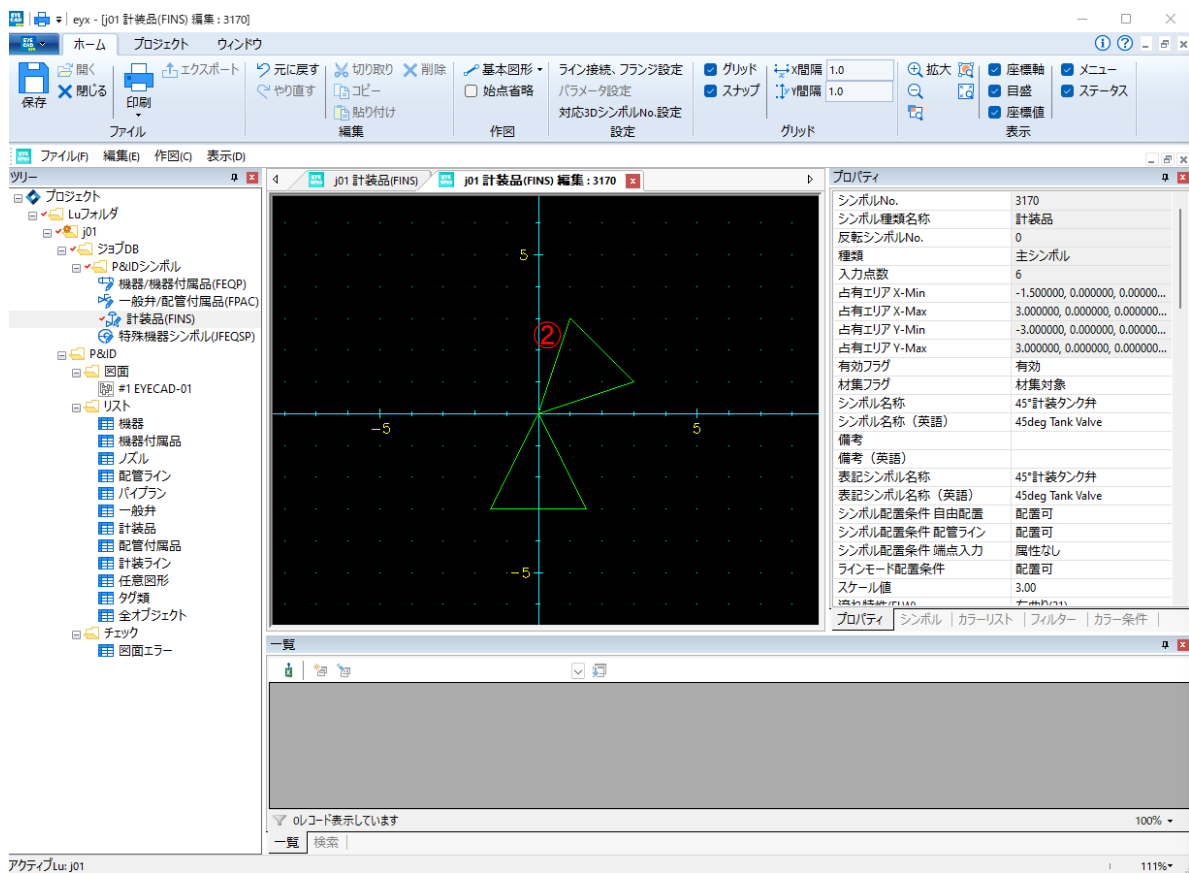 eyx - [j01 計装品(FINS) 編集 : 3170]
ホーム プロジェクト ウィンドウ
保存
開く
閉じる
印刷
エクスポート
ファイル
元に戻す
やり直す
切り取り
コピー
貼り付け
削除
編集
基本図形
始点省略
作図
ライン接続、フランジ設定
パラメータ設定
対応3DシンボルNo.設定
設定
グリッド
スナップ
X間隔 1.0
Y間隔 1.0
グリッド
拡大
座標軸
目盛
座標値
メニュー
ステータス
表示
ファイル(F) 編集(E) 作図(C) 表示(D)
ツリー
プロジェクト
Luフォルダ
j01
ジョブDB
P&IDシンボル
機器/機器付属品(FEQP)
一般弁/配管付属品(FPAC)
計装品(FINS)
特殊機器シンボル(JFEQSP)
P&ID
図面
#1 EYECAD-01
リスト
機器
機器付属品
ノズル
配管ライン
パイプラン
一般弁
計装品
配管付属品
計装ライン
任意図形
タグ類
全オブジェクト
チェック
図面エラー
j01 計装品(FINS)
j01 計装品(FINS) 編集 : 3170
5
②
-5
5
-5
プロパティ
シンボルNo. 3170
シンボル種類名称 計装品
反転シンボルNo. 0
種類 主シンボル
入力点数 6
占有エリア X-Min -1.500000, 0.000000, 0.00000...
占有エリア X-Max 3.000000, 0.000000, 0.000000...
占有エリア Y-Min -3.000000, 0.000000, 0.00000...
占有エリア Y-Max 3.000000, 0.000000, 0.000000...
有効フラグ 有効
材集フラグ 材集対象
シンボル名称 45°計装タンク弁
シンボル名称（英語） 45deg Tank Valve
備考
備考（英語）
表記シンボル名称 45°計装タンク弁
表記シンボル名称（英語） 45deg Tank Valve
シンボル配置条件 自由配置 配置可
シンボル配置条件 配管ライン 配置可
シンボル配置条件 端点入力 属性なし
ラインモード配置条件 配置可
スケール値 3.00
プロパティ シンボル カラーリスト フィルター カラー条件
一覧
0レコード表示しています 100%
一覧 検索
アクティブLu: j01 111%